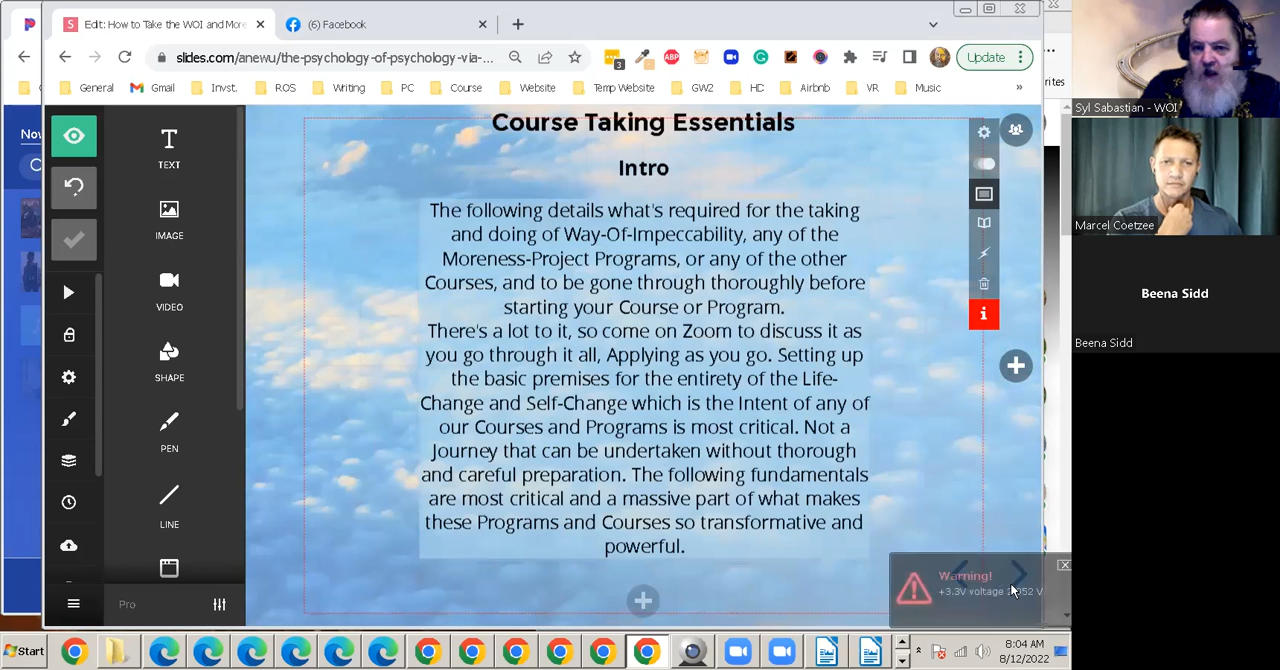 Edit: How to Take the WOI and More
(6) Facebook
slides.com/anewu/the-psychology-of-psychology-via-...
3
ABP
Update
General
Gmail
Invst.
ROS
Writing
PC
Course
Website
Temp Website
GW2
HD
Airbnb
VR
Music
»
rites
Nov
TEXT
IMAGE
VIDEO
SHAPE
PEN
LINE
Pro
Course Taking Essentials
Intro
The following details what's required for the taking
and doing of Way-Of-Impeccability, any of the
Moreness-Project Programs, or any of the other
Courses, and to be gone through thoroughly before
starting your Course or Program.
There's a lot to it, so come on Zoom to discuss it as
you go through it all, Applying as you go. Setting up
the basic premises for the entirety of the Life-
Change and Self-Change which is the Intent of any of
our Courses and Programs is most critical. Not a
Journey that can be undertaken without thorough
and careful preparation. The following fundamentals
are most critical and a massive part of what makes
these Programs and Courses so transformative and
powerful.
Warning!
+3.3V voltage
Syl Sabastian - WOI
Marcel Coetzee
Beena Sidd
Beena Sidd
Start
8:04 AM
8/12/2022